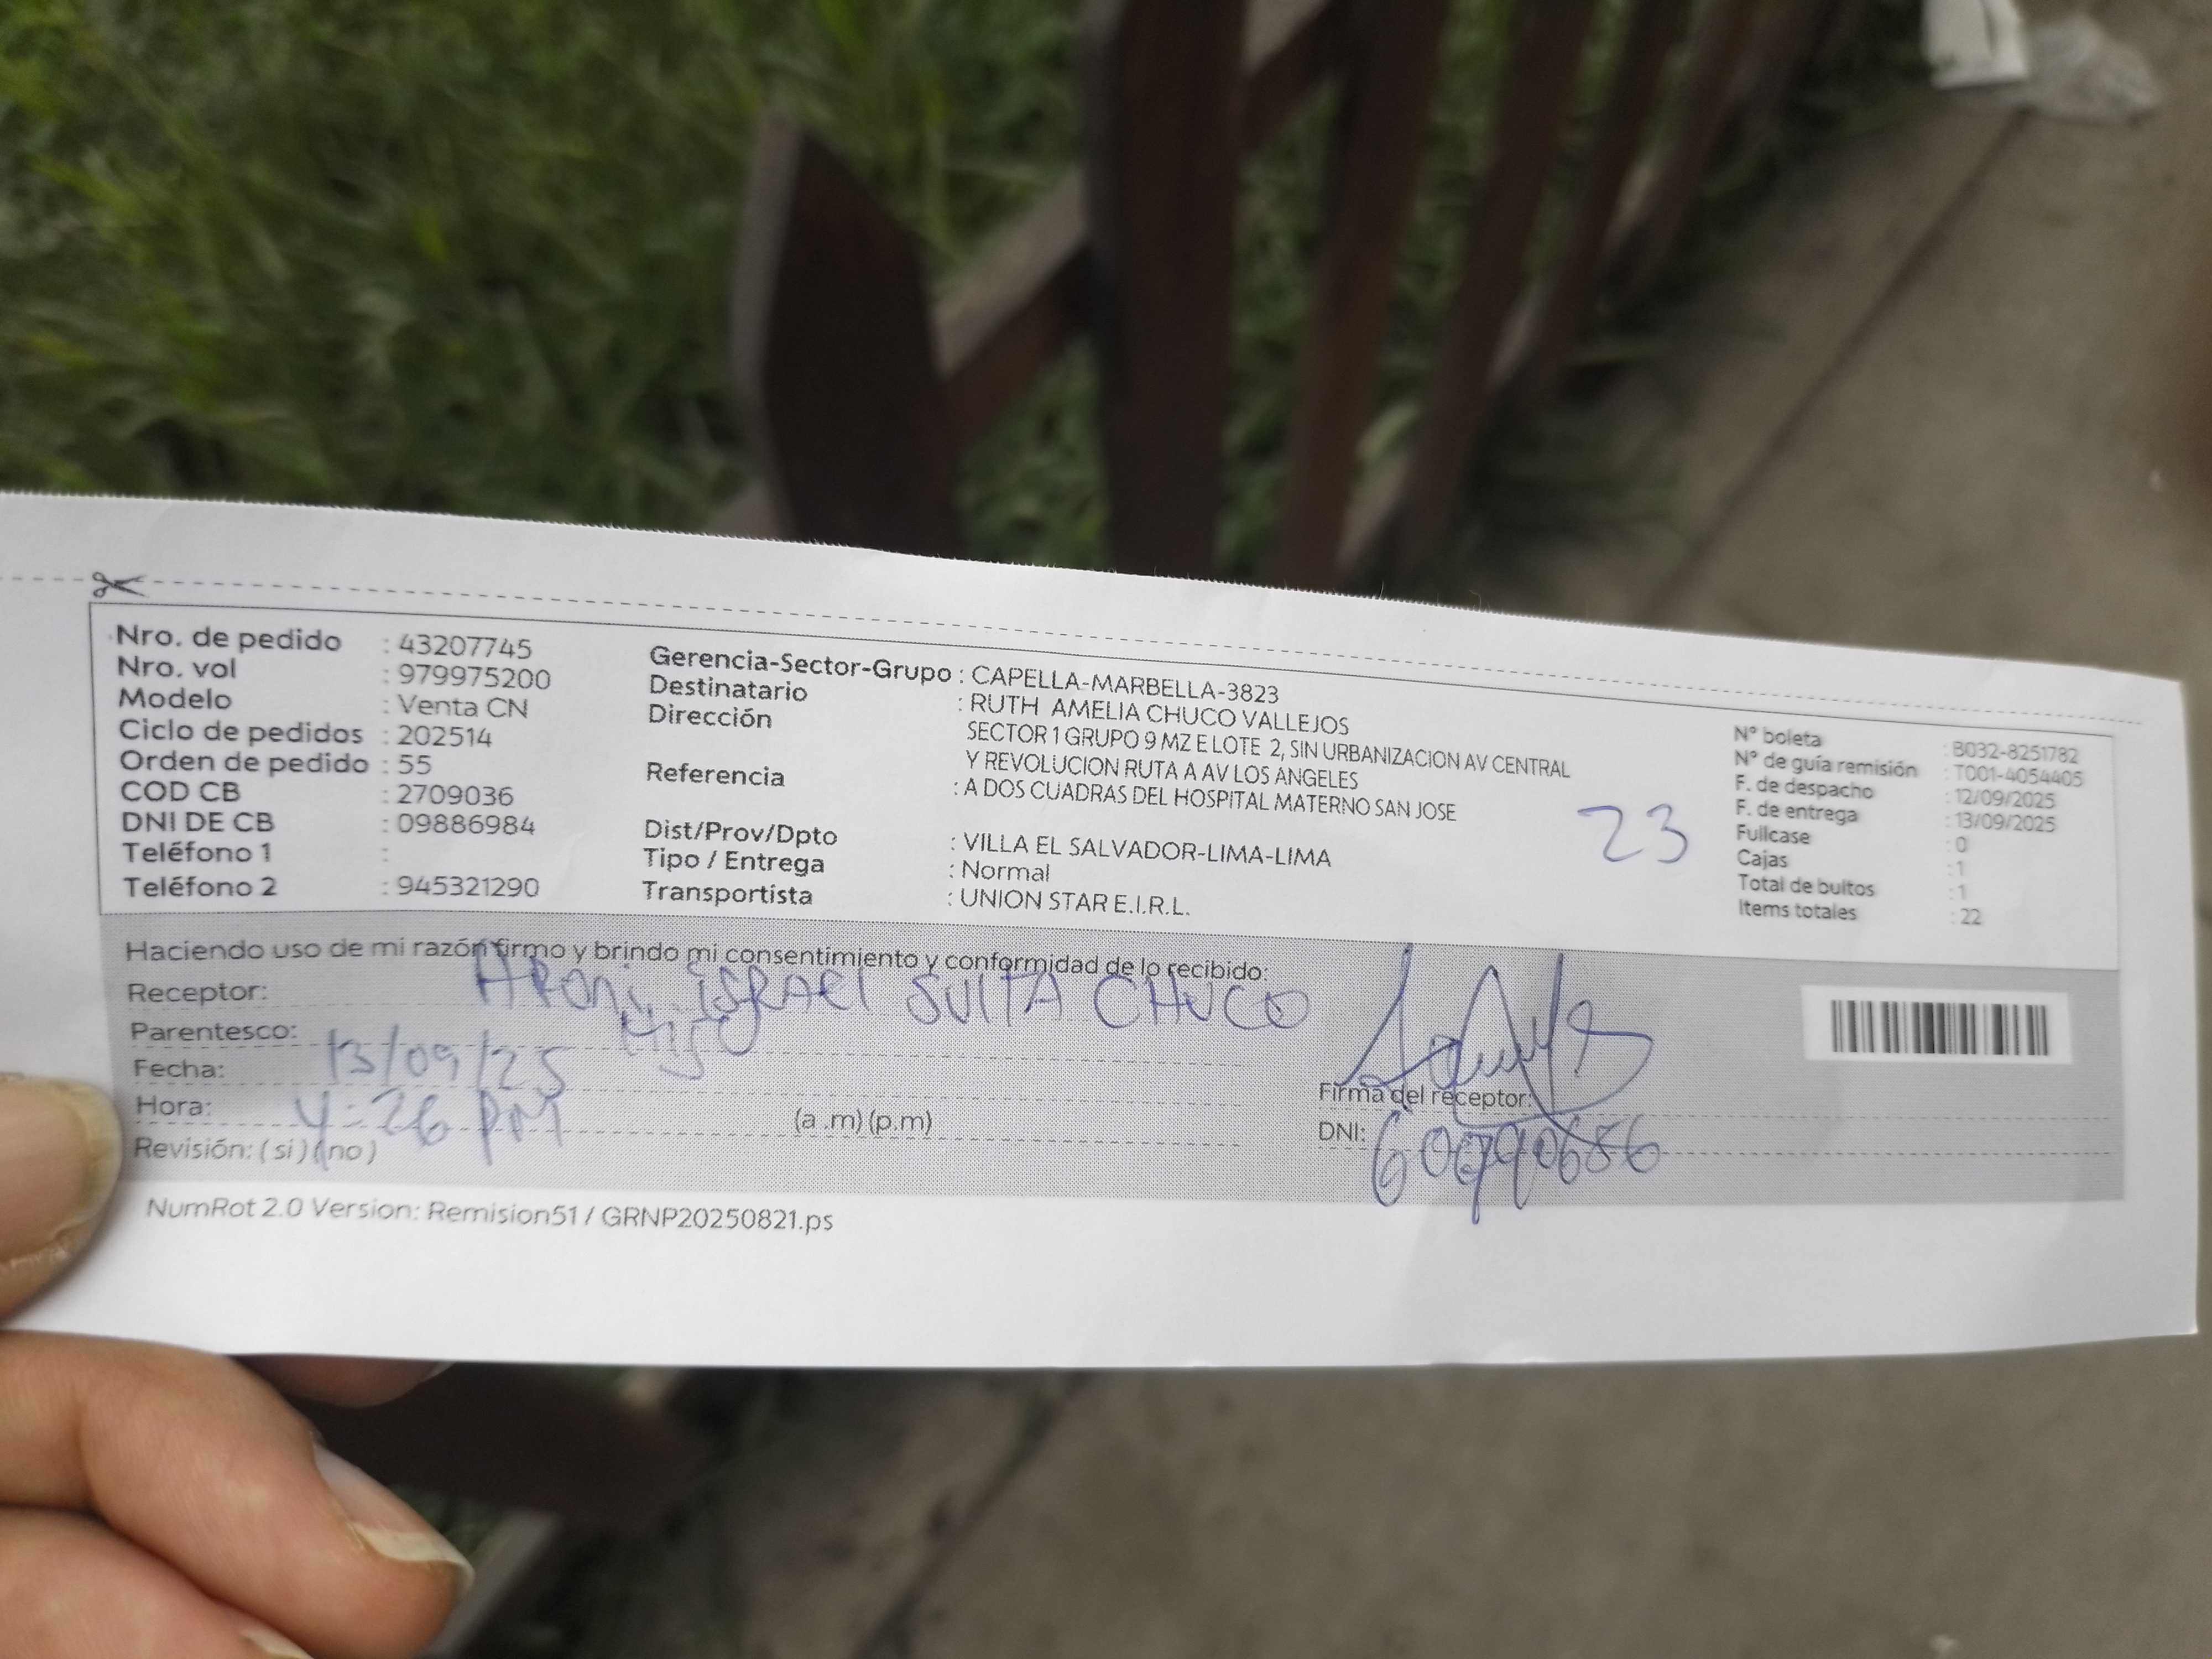 Nro. de pedido : 43207745
Nro. vol : 979975200
Modelo : Venta CN
Ciclo de pedidos : 202514
Orden de pedido : 55
COD CB : 2709036
DNI DE CB : 09886984
Teléfono 1 :
Teléfono 2 : 945321290
Gerencia-Sector-Grupo : CAPELLA-MARBELLA-3823
Destinatario : RUTH AMELIA CHUCO VALLEJOS
Dirección SECTOR 1 GRUPO 9 MZ E LOTE 2, SIN URBANIZACION AV CENTRAL
Y REVOLUCION RUTA A AV LOS ANGELES
Referencia : A DOS CUADRAS DEL HOSPITAL MATERNO SAN JOSE
Dist/Prov/Dpto : VILLA EL SALVADOR-LIMA-LIMA
Tipo / Entrega : Normal
Transportista : UNION STAR E.I.R.L.
23
N° boleta : B032-8251782
N° de guía remisión : T001-4054405
F. de despacho : 12/09/2025
F. de entrega : 13/09/2025
Fullcase : 0
Cajas : 1
Total de bultos : 1
Items totales : 22
Haciendo uso de mi razón firmo y brindo mi consentimiento y conformidad de lo recibido:
Receptor: ISRAEL SULTA CHUCO
Parentesco: HIJO
Fecha: 13/09/25
Hora: 4:26 PM (a .m) (p.m)
Revisión: ( si ) ( no )
Firma del receptor:
DNI:
NumRot 2.0 Version: Remision51 / GRNP20250821.ps